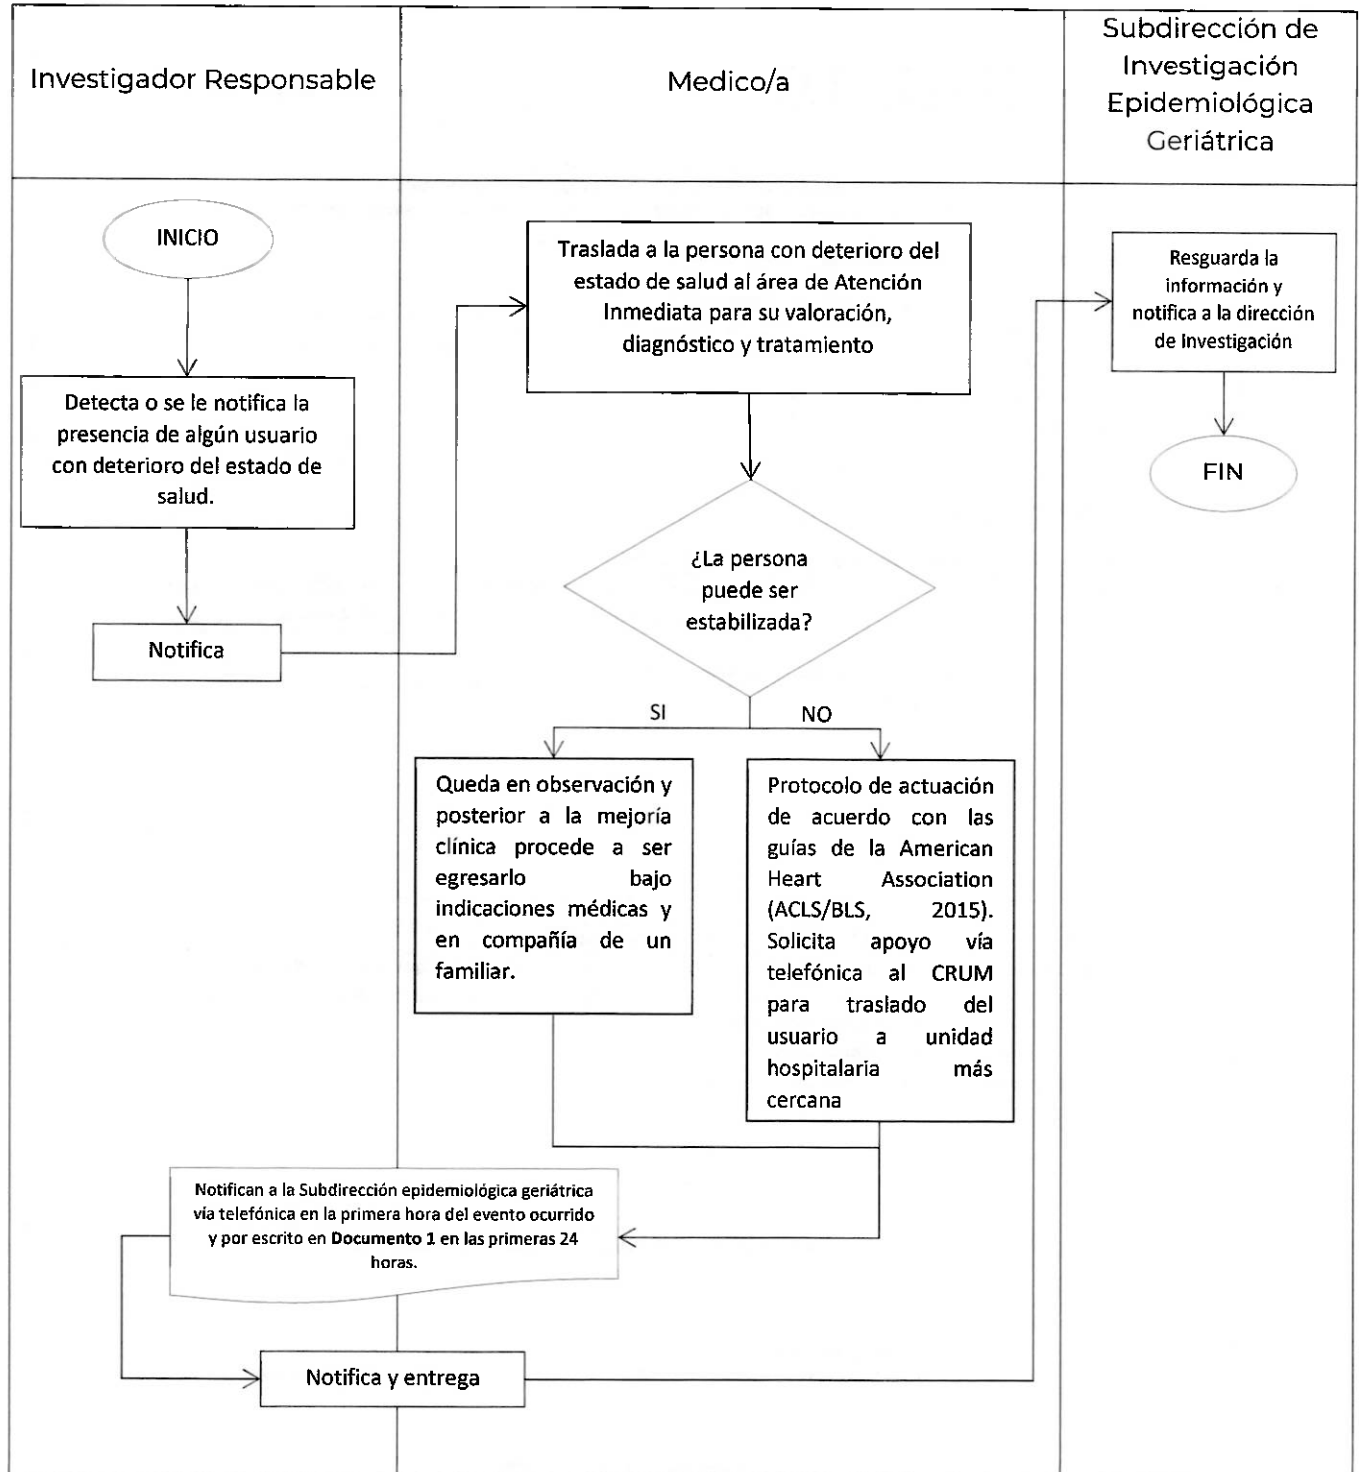 Investigador Responsable
Medico/a
Subdirección de
Investigación
Epidemiológica
Geriátrica
INICIO
Detecta o se le notifica la
presencia de algún usuario
con deterioro del estado de
salud.
Notifica
Traslada a la persona con deterioro del
estado de salud al área de Atención
Inmediata para su valoración,
diagnóstico y tratamiento
¿La persona
puede ser
estabilizada?
SI
NO
Queda en observación y
posterior a la mejoría
clínica procede a ser
egresarlo bajo
indicaciones médicas y
en compañía de un
familiar.
Protocolo de actuación
de acuerdo con las
guías de la American
Heart Association
(ACLS/BLS, 2015).
Solicita apoyo vía
telefónica al CRUM
para traslado del
usuario a unidad
hospitalaria más
cercana
Notifican a la Subdirección epidemiológica geriátrica
vía telefónica en la primera hora del evento ocurrido
y por escrito en Documento 1 en las primeras 24
horas.
Notifica y entrega
Resguarda la
información y
notifica a la dirección
de Investigación
FIN